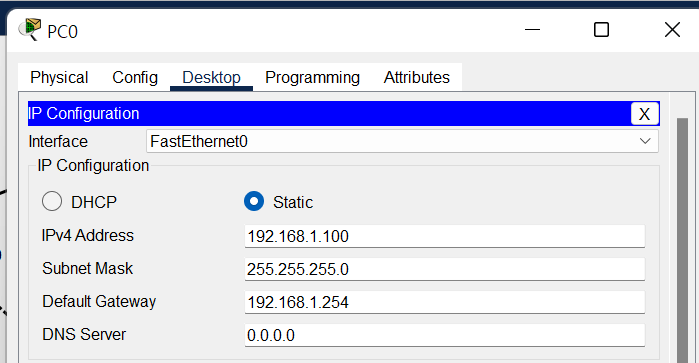 PC0
Physical Config Desktop Programming Attributes
IP Configuration X
Interface FastEthernet0
IP Configuration
DHCP Static
IPv4 Address 192.168.1.100
Subnet Mask 255.255.255.0
Default Gateway 192.168.1.254
DNS Server 0.0.0.0